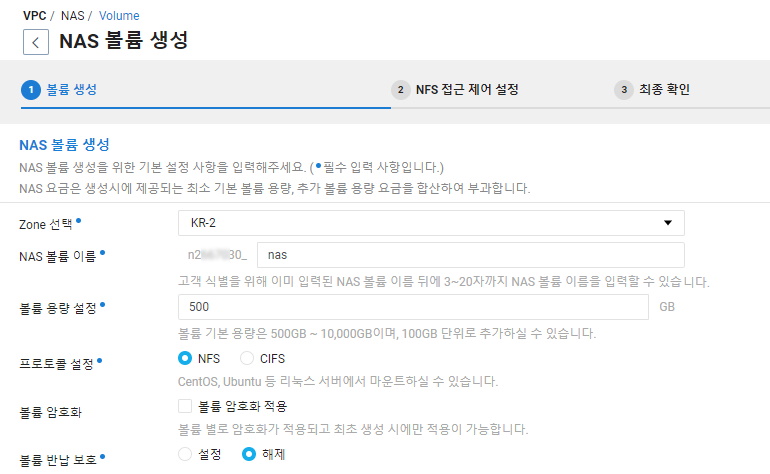 VPC / NAS / Volume
NAS 볼륨 생성
1 볼륨 생성
2 NFS 접근 제어 설정
3 최종 확인
NAS 볼륨 생성
NAS 볼륨 생성을 위한 기본 설정 사항을 입력해주세요. ( • 필수 입력 사항입니다.)
NAS 요금은 생성시에 제공되는 최소 기본 볼륨 용량, 추가 볼륨 용량 요금을 합산하여 부과합니다.
Zone 선택 • KR-2
NAS 볼륨 이름 • nas
고객 식별을 위해 이미 입력된 NAS 볼륨 이름 뒤에 3~20자까지 NAS 볼륨 이름을 입력할 수 있습니다.
볼륨 용량 설정 • 500 GB
볼륨 기본 용량은 500GB ~ 10,000GB이며, 100GB 단위로 추가하실 수 있습니다.
프로토콜 설정 • NFS CIFS
CentOS, Ubuntu 등 리눅스 서버에서 마운트하실 수 있습니다.
볼륨 암호화 볼륨 암호화 적용
볼륨 별로 암호화가 적용되고 최초 생성 시에만 적용이 가능합니다.
볼륨 반납 보호 • 설정 해제